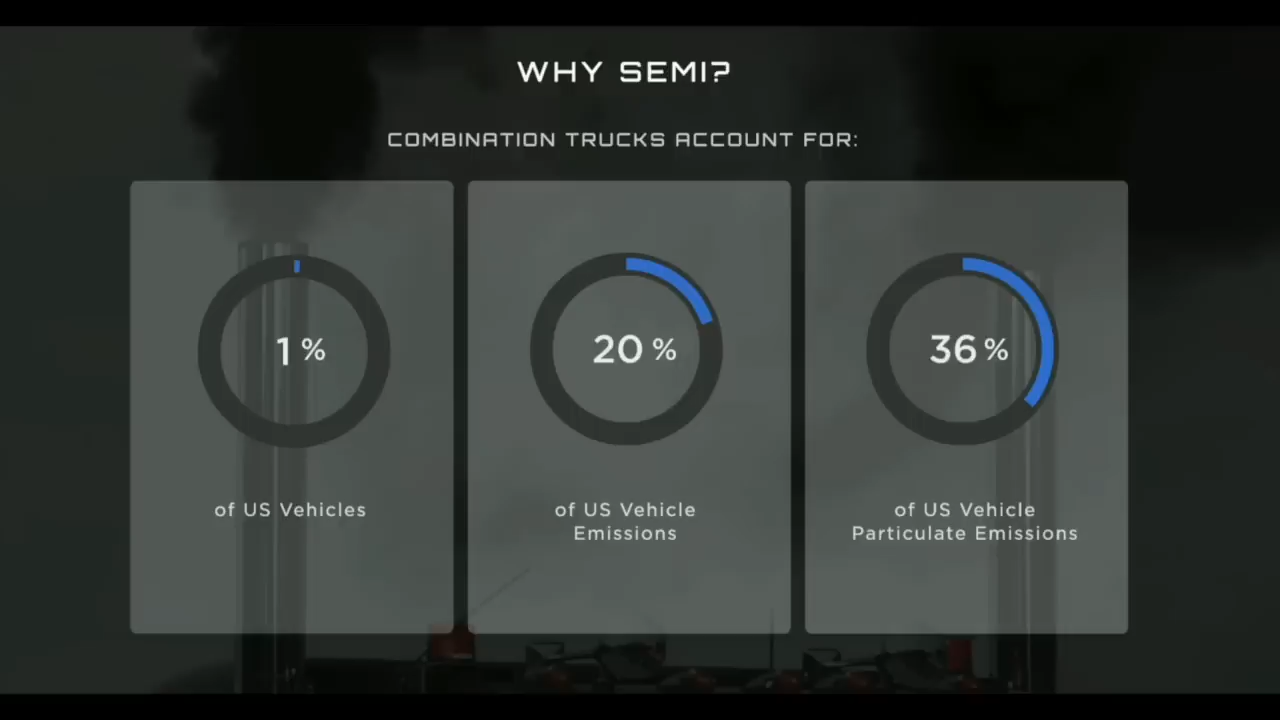 WHY SEMI?
COMBINATION TRUCKS ACCOUNT FOR:
1 %
20 %
36 %
of US Vehicles
of US Vehicle
Emissions
of US Vehicle
Particulate Emissions